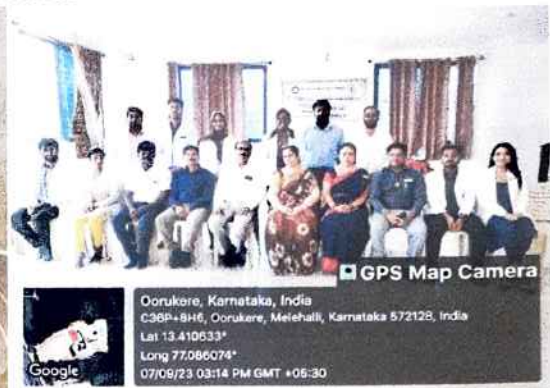 GPS Map Camera
Oorukere, Karnataka, India
C36P+8H6, Oorukere, Melehalli, Karnataka 572128, India
Lat 13.410633°
Long 77.086074°
07/09/23 03:14 PM GMT +05:30
Google